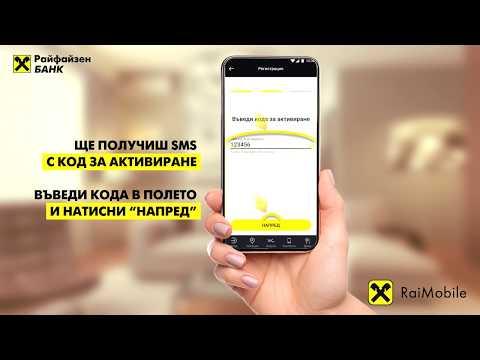 Райфайзен
БАНК
ЩЕ ПОЛУЧИШ SMS
С КОД ЗА АКТИВИРАНЕ
ВЪВЕДИ КОДА В ПОЛЕТО
И НАТИСНИ “НАПРЕД”
Регистрация
Въведи кода за активиране
123456
НАПРЕД
RaiMobile